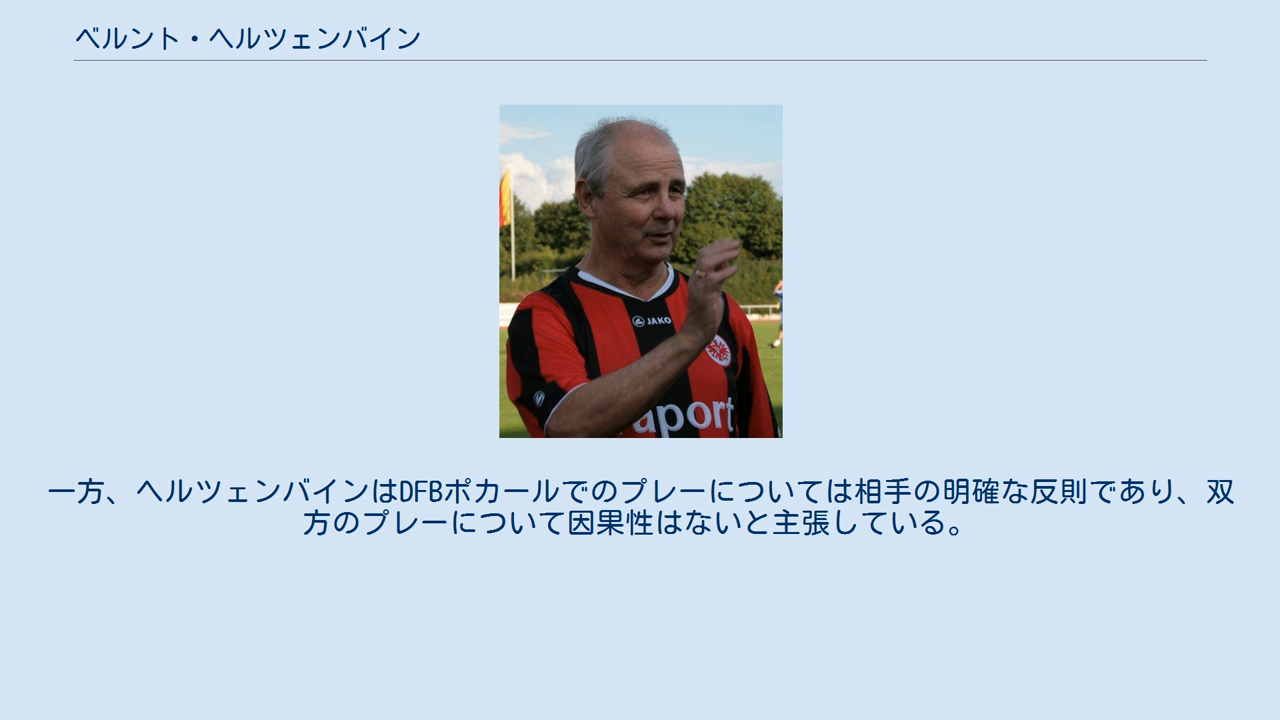 ベルント・ヘルツェンバイン
JAKO
aport
一方、ヘルツェンバインはDFBポカールでのプレーについては相手の明確な反則であり、双
方のプレーについて因果性はないと主張している。